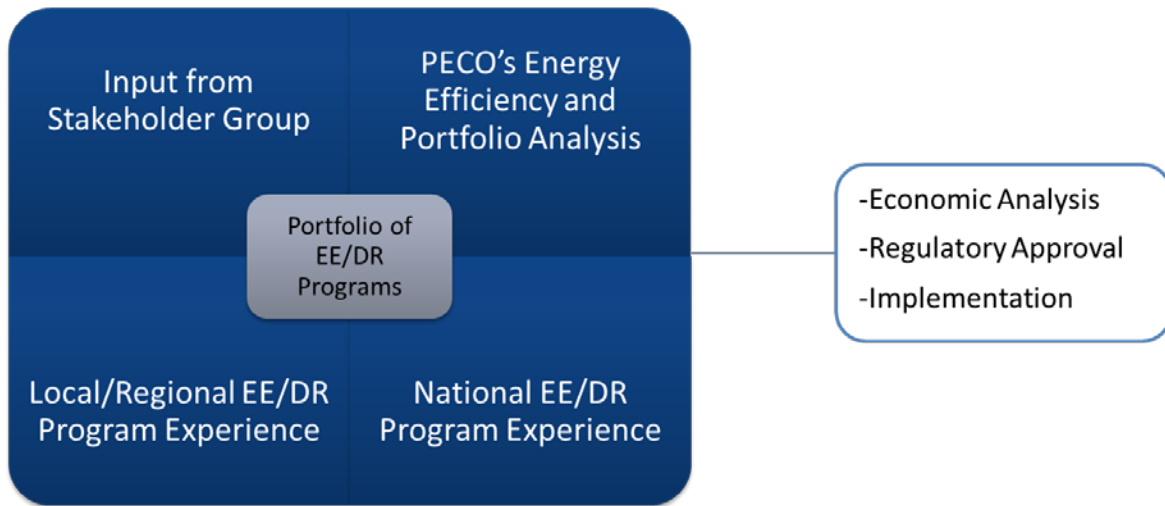 Input from
Stakeholder Group
PECO’s Energy
Efficiency and
Portfolio Analysis
Portfolio of
EE/DR
Programs
Local/Regional EE/DR
Program Experience
National EE/DR
Program Experience
-Economic Analysis
-Regulatory Approval
-Implementation